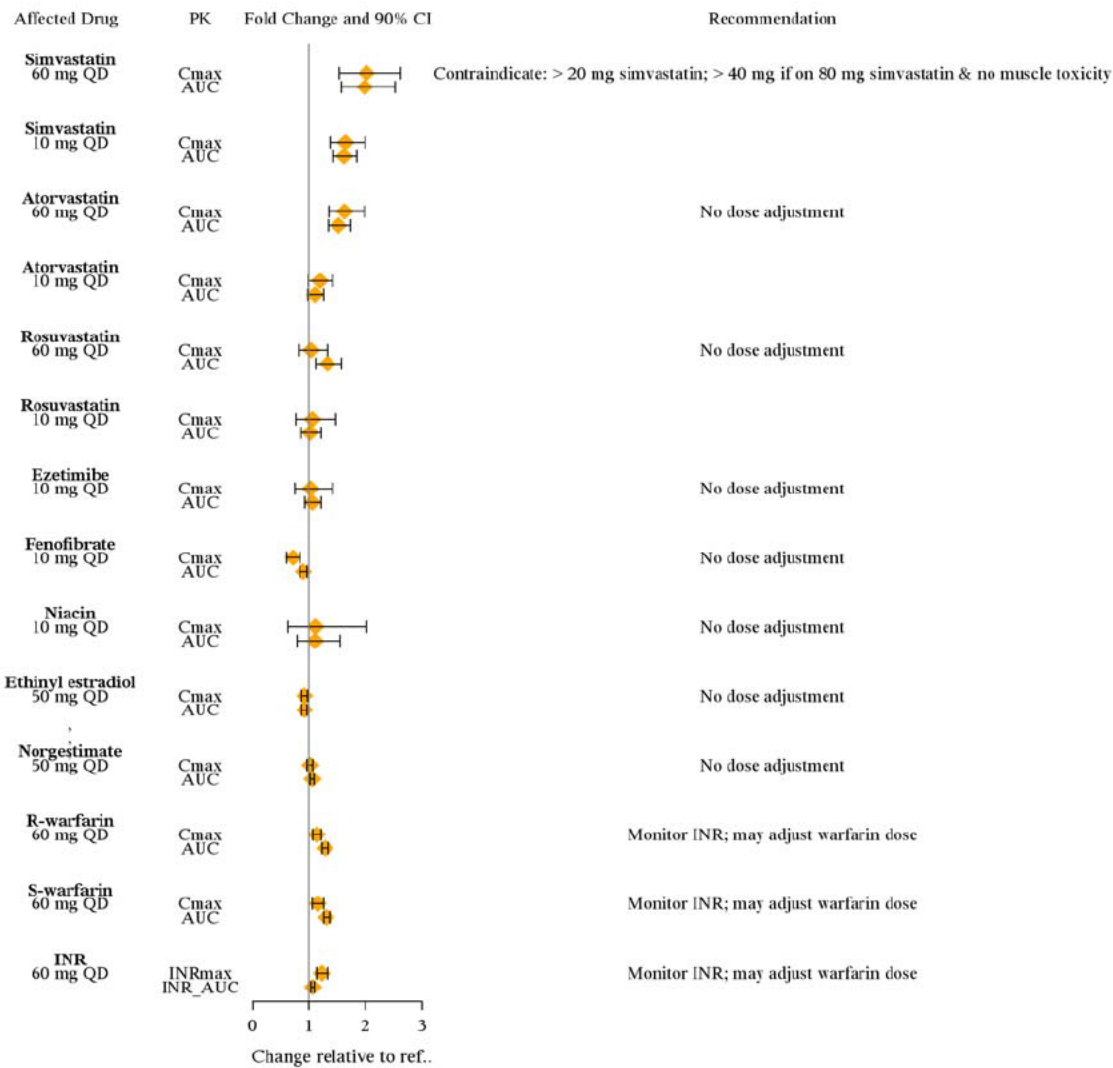 Affected Drug PK Fold Change and 90% CI Recommendation
Simvastatin
60 mg QD Cmax Contraindicate: > 20 mg simvastatin; > 40 mg if on 80 mg simvastatin & no muscle toxicity
AUC
Simvastatin
10 mg QD Cmax
AUC
Atorvastatin
60 mg QD Cmax No dose adjustment
AUC
Atorvastatin
10 mg QD Cmax
AUC
Rosuvastatin
60 mg QD Cmax No dose adjustment
AUC
Rosuvastatin
10 mg QD Cmax
AUC
Ezetimibe
10 mg QD Cmax No dose adjustment
AUC
Fenofibrate
10 mg QD Cmax No dose adjustment
AUC
Niacin
10 mg QD Cmax No dose adjustment
AUC
Ethinyl estradiol
50 mg QD Cmax No dose adjustment
AUC
,
Norgestimate
50 mg QD Cmax No dose adjustment
AUC
R-warfarin
60 mg QD Cmax Monitor INR; may adjust warfarin dose
AUC
S-warfarin
60 mg QD Cmax Monitor INR; may adjust warfarin dose
AUC
INR
60 mg QD INRmax Monitor INR; may adjust warfarin dose
INR_AUC
0 1 2 3
Change relative to ref..